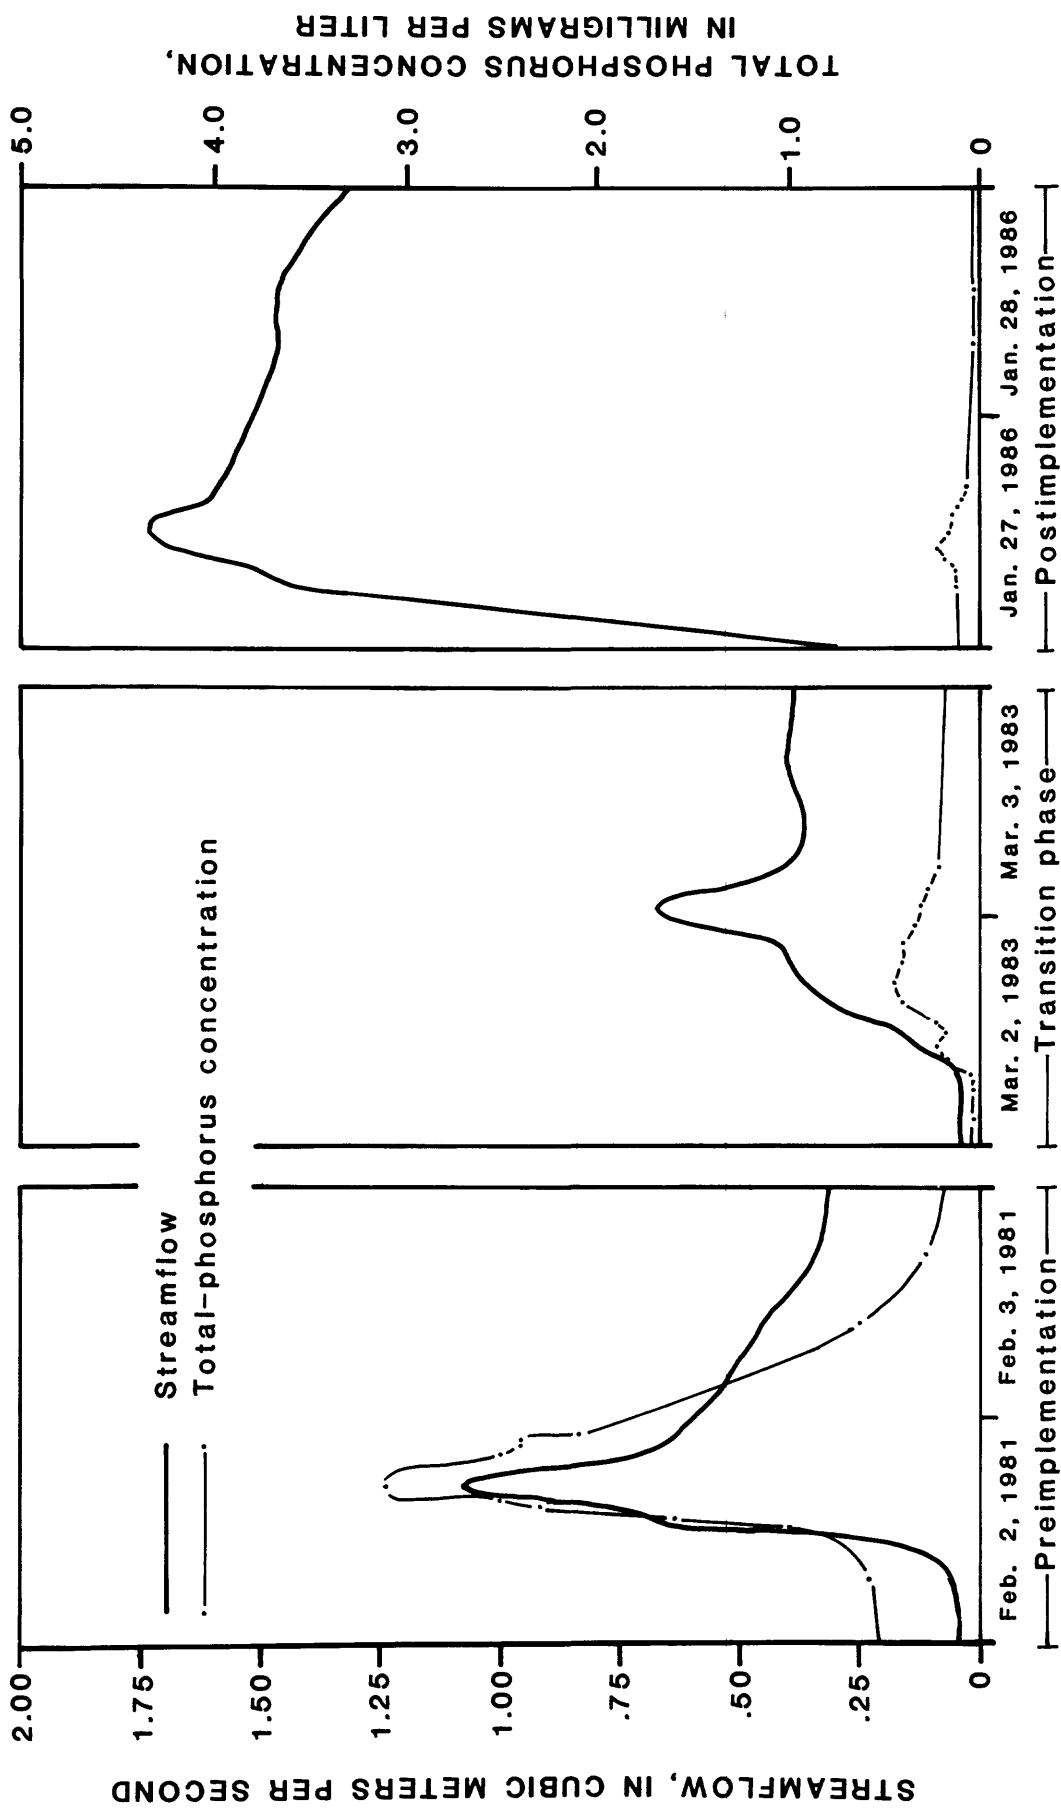 STREAMFLOW, IN CUBIC METERS PER SECOND
2.00
1.75
1.50
1.25
1.00
.75
.50
.25
0
Streamflow
Total-phosphorus concentration
Feb. 2, 1981
Feb. 3, 1981
Mar. 2, 1983
Mar. 3, 1983
Jan. 27, 1986
Jan. 28, 1986
Preimplementation
Transition phase
Postimplementation
5.0
4.0
3.0
2.0
1.0
0
TOTAL PHOSPHORUS CONCENTRATION,
IN MILLIGRAMS PER LITER